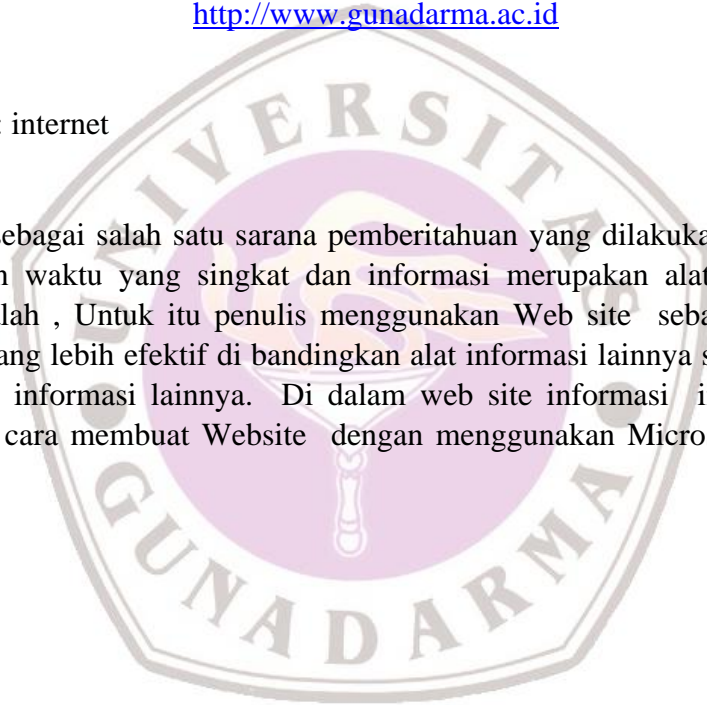 http://www.gunadarma.ac.id
: internet
sebagai salah satu sarana pemberitahuan yang dilakuka
waktu yang singkat dan informasi merupakan alat
lah , Untuk itu penulis menggunakan Web site seba
ang lebih efektif di bandingkan alat informasi lainnya s
informasi lainnya. Di dalam web site informasi i
cara membuat Website dengan menggunakan Micro
UNIVERSITAS
GUNADARMA